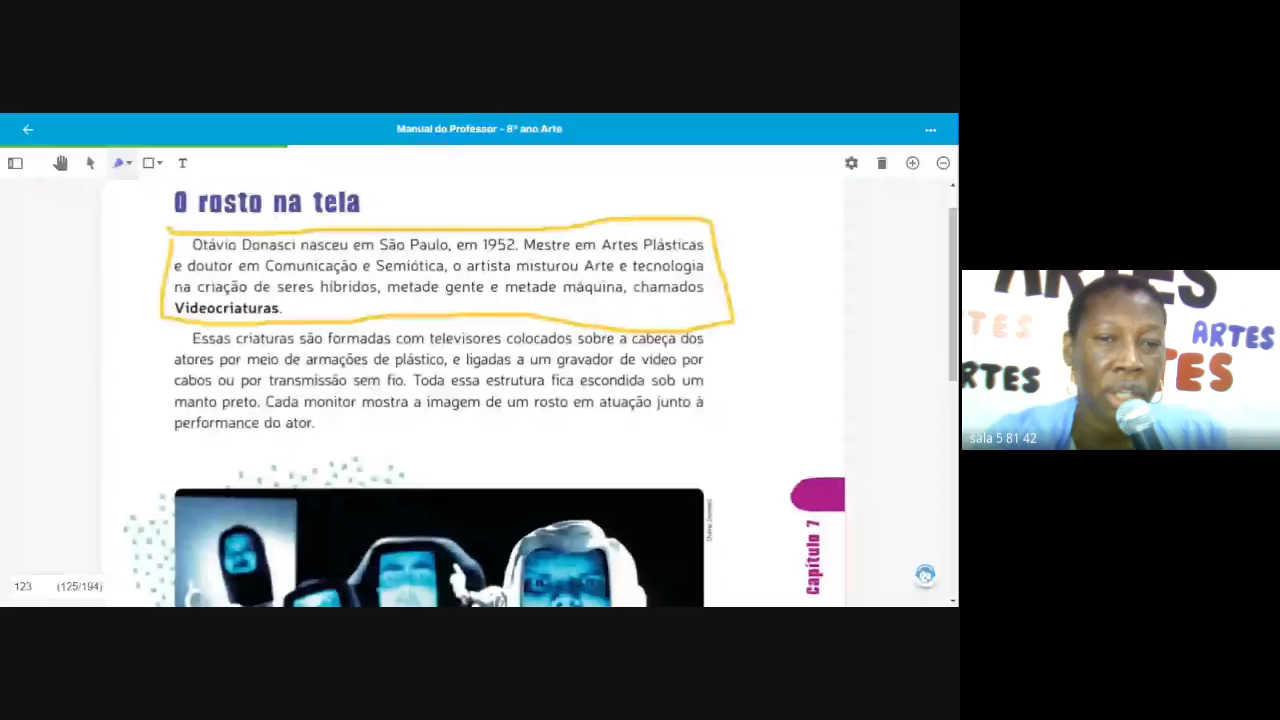 Manual do Professor - 8º ano Arte
T
O rosto na tela
Otávio Donasci nasceu em São Paulo, em 1952. Mestre em Artes Plásticas
e doutor em Comunicação e Semiótica, o artista misturou Arte e tecnologia
na criação de seres híbridos, metade gente e metade máquina, chamados
Videocriaturas.
Essas criaturas são formadas com televisores colocados sobre a cabeça dos
atores por meio de armações de plástico, e ligadas a um gravador de vídeo por
cabos ou por transmissão sem fio. Toda essa estrutura fica escondida sob um
manto preto. Cada monitor mostra a imagem de um rosto em atuação junto à
performance do ator.
Capítulo 7
123 (125/194)
ARTES
TES
ARTES
RTES
TES
sala 5 81 42